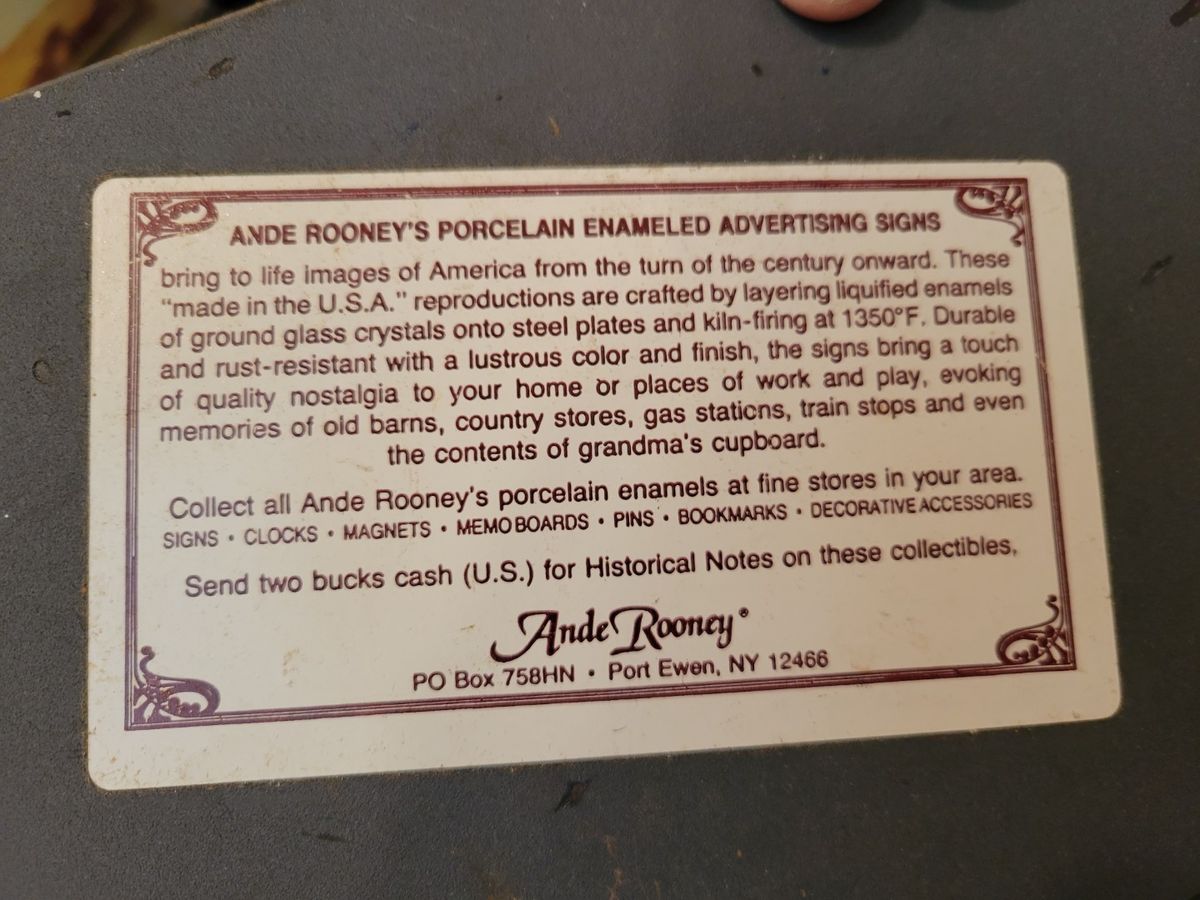 ANDE ROONEY'S PORCELAIN ENAMELED ADVERTISING SIGNS
bring to life images of America from the turn of the century onward. These
"made in the U.S.A." reproductions are crafted by layering liquified enamels
of ground glass crystals onto steel plates and kiln-firing at 1350°F. Durable
and rust-resistant with a lustrous color and finish, the signs bring a touch
of quality nostalgia to your home or places of work and play, evoking
memories of old barns, country stores, gas stations, train stops and even
the contents of grandma's cupboard.
Collect all Ande Rooney's porcelain enamels at fine stores in your area.
SIGNS • CLOCKS • MAGNETS • MEMO BOARDS • PINS • BOOKMARKS • DECORATIVE ACCESSORIES
Send two bucks cash (U.S.) for Historical Notes on these collectibles,
Ande Rooney®
PO Box 758HN • Port Ewen, NY 12466